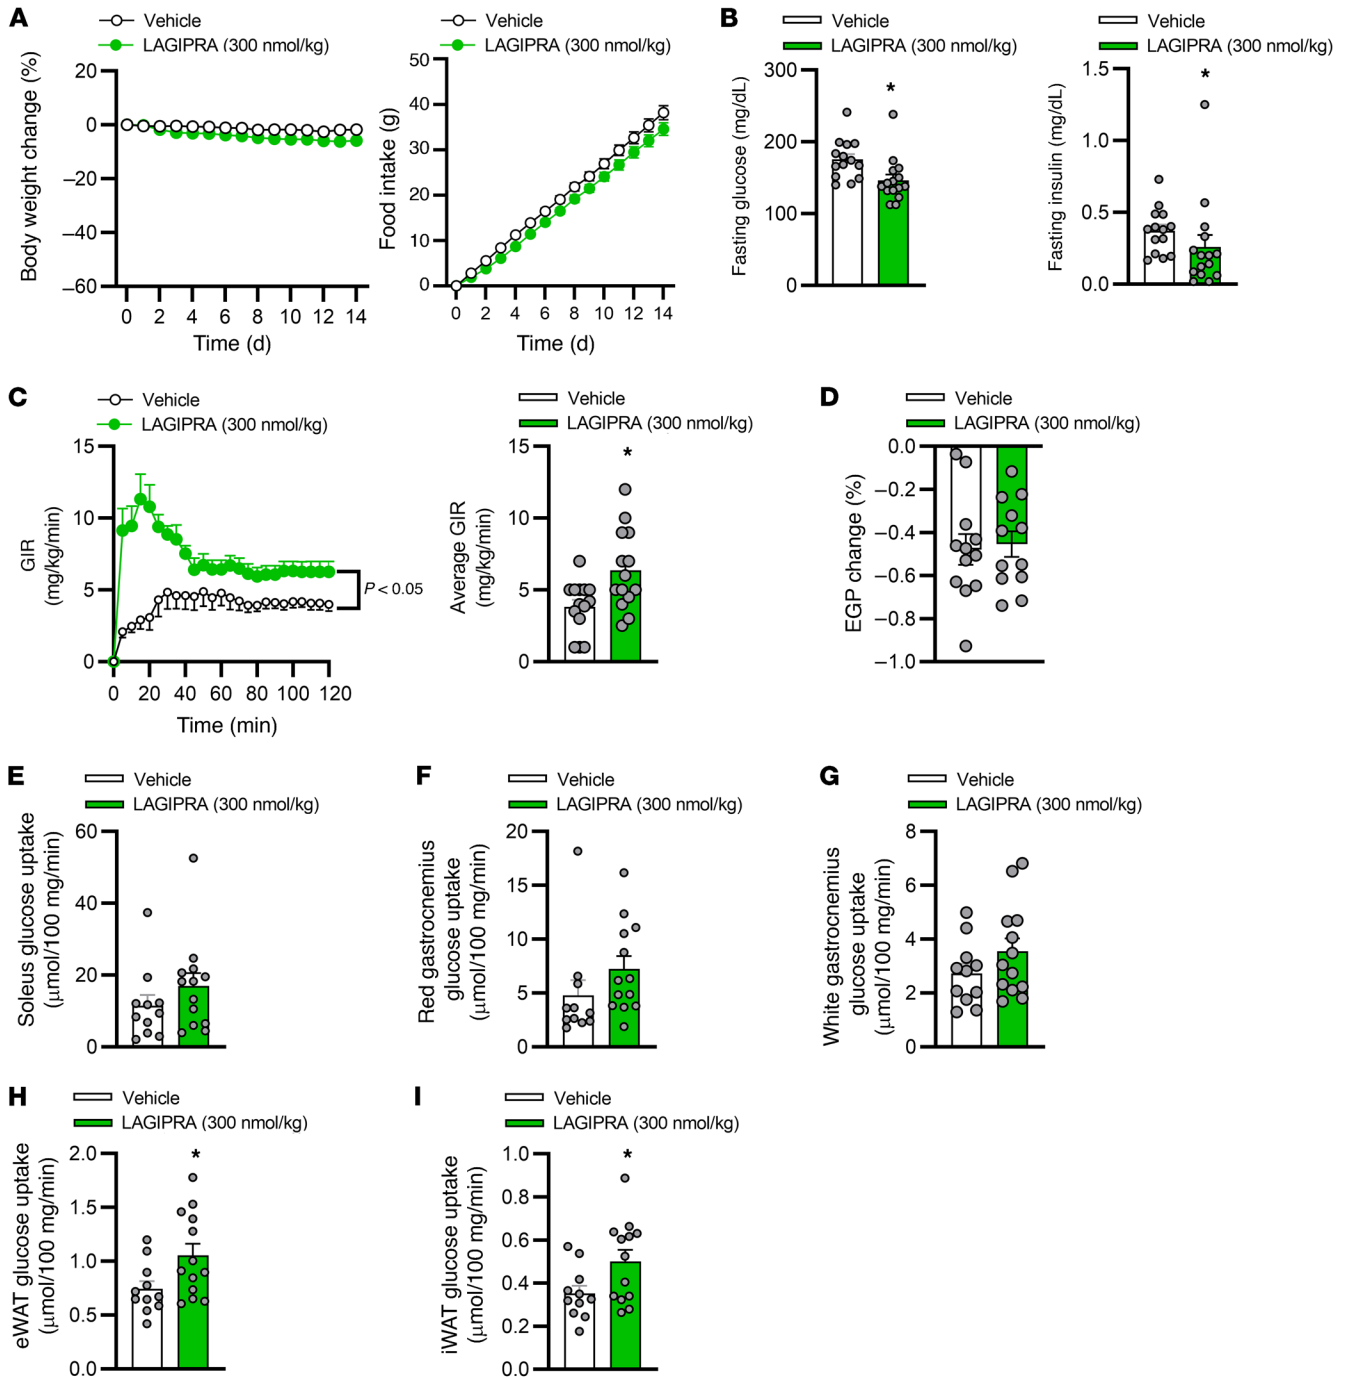 A
Vehicle
LAGIPRA (300 nmol/kg)
Body weight change (%)
20
0
–20
–40
–60
0 2 4 6 8 10 12 14
Time (d)
Vehicle
LAGIPRA (300 nmol/kg)
Food intake (g)
50
40
30
20
10
0
0 2 4 6 8 10 12 14
Time (d)
B
Vehicle
LAGIPRA (300 nmol/kg)
Fasting glucose (mg/dL)
300
200
100
0
*
Vehicle
LAGIPRA (300 nmol/kg)
Fasting insulin (mg/dL)
1.5
1.0
0.5
0.0
*
C
Vehicle
LAGIPRA (300 nmol/kg)
GIR
(mg/kg/min)
15
10
5
0
P < 0.05
0 20 40 60 80 100 120
Time (min)
Vehicle
LAGIPRA (300 nmol/kg)
Average GIR
(mg/kg/min)
15
10
5
0
*
D
Vehicle
LAGIPRA (300 nmol/kg)
EGP change (%)
0.0
–0.2
–0.4
–0.6
–0.8
–1.0
E
Vehicle
LAGIPRA (300 nmol/kg)
Soleus glucose uptake
(μmol/100 mg/min)
60
40
20
0
F
Vehicle
LAGIPRA (300 nmol/kg)
Red gastrocnemius
glucose uptake
(μmol/100 mg/min)
20
15
10
5
0
G
Vehicle
LAGIPRA (300 nmol/kg)
White gastrocnemius
glucose uptake
(μmol/100 mg/min)
8
6
4
2
0
H
Vehicle
LAGIPRA (300 nmol/kg)
eWAT glucose uptake
(μmol/100 mg/min)
2.0
1.5
1.0
0.5
0.0
*
I
Vehicle
LAGIPRA (300 nmol/kg)
iWAT glucose uptake
(μmol/100 mg/min)
1.0
0.8
0.6
0.4
0.2
0.0
*